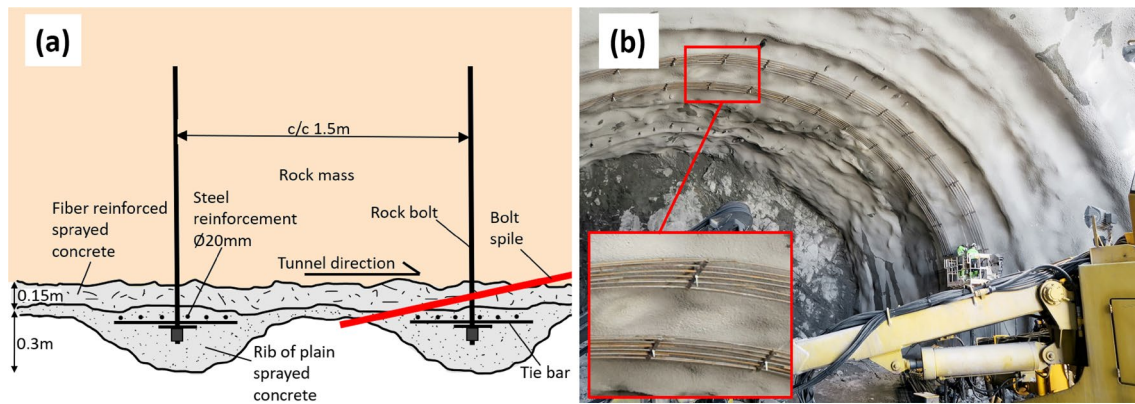 (a)
c/c 1.5m
Rock mass
Fiber reinforced
sprayed
concrete
Steel
reinforcement
Ø20mm
Rock bolt
Bolt
spile
Tunnel direction
0.15m
0.3m
Rib of plain
sprayed
concrete
Tie bar
(b)